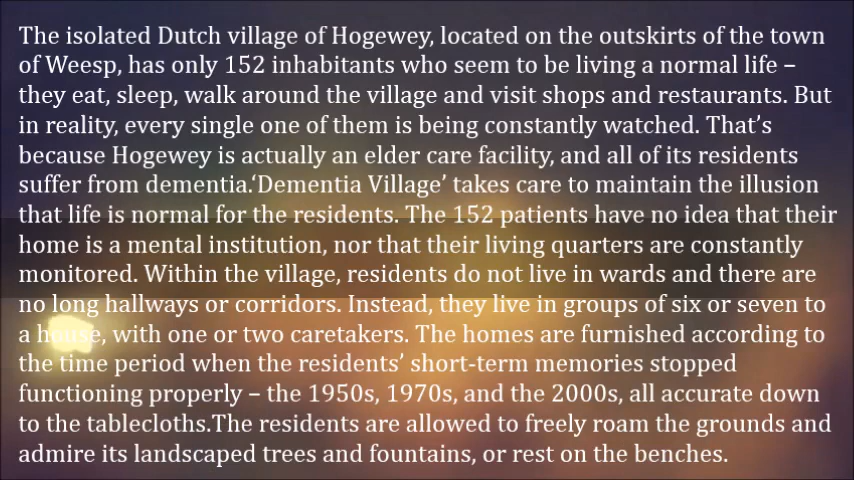 The isolated Dutch village of Hogewey, located on the outskirts of the town
of Weesp, has only 152 inhabitants who seem to be living a normal life –
they eat, sleep, walk around the village and visit shops and restaurants. But
in reality, every single one of them is being constantly watched. That’s
because Hogewey is actually an elder care facility, and all of its residents
suffer from dementia.‘Dementia Village’ takes care to maintain the illusion
that life is normal for the residents. The 152 patients have no idea that their
home is a mental institution, nor that their living quarters are constantly
monitored. Within the village, residents do not live in wards and there are
no long hallways or corridors. Instead, they live in groups of six or seven to
a house, with one or two caretakers. The homes are furnished according to
the time period when the residents’ short-term memories stopped
functioning properly – the 1950s, 1970s, and the 2000s, all accurate down
to the tablecloths.The residents are allowed to freely roam the grounds and
admire its landscaped trees and fountains, or rest on the benches.